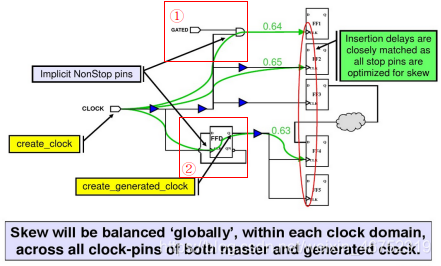 ①
GATED
0.64
FF1
FF2
0.65
Insertion delays are
closely matched as
all stop pins are
optimized for skew
Implicit NonStop pins
FF3
CLOCK
create_clock
FFD
0.63
FF4
②
create_generated_clock
FF5
Skew will be balanced ‘globally’, within each clock domain,
across all clock-pins of both master and generated clock.